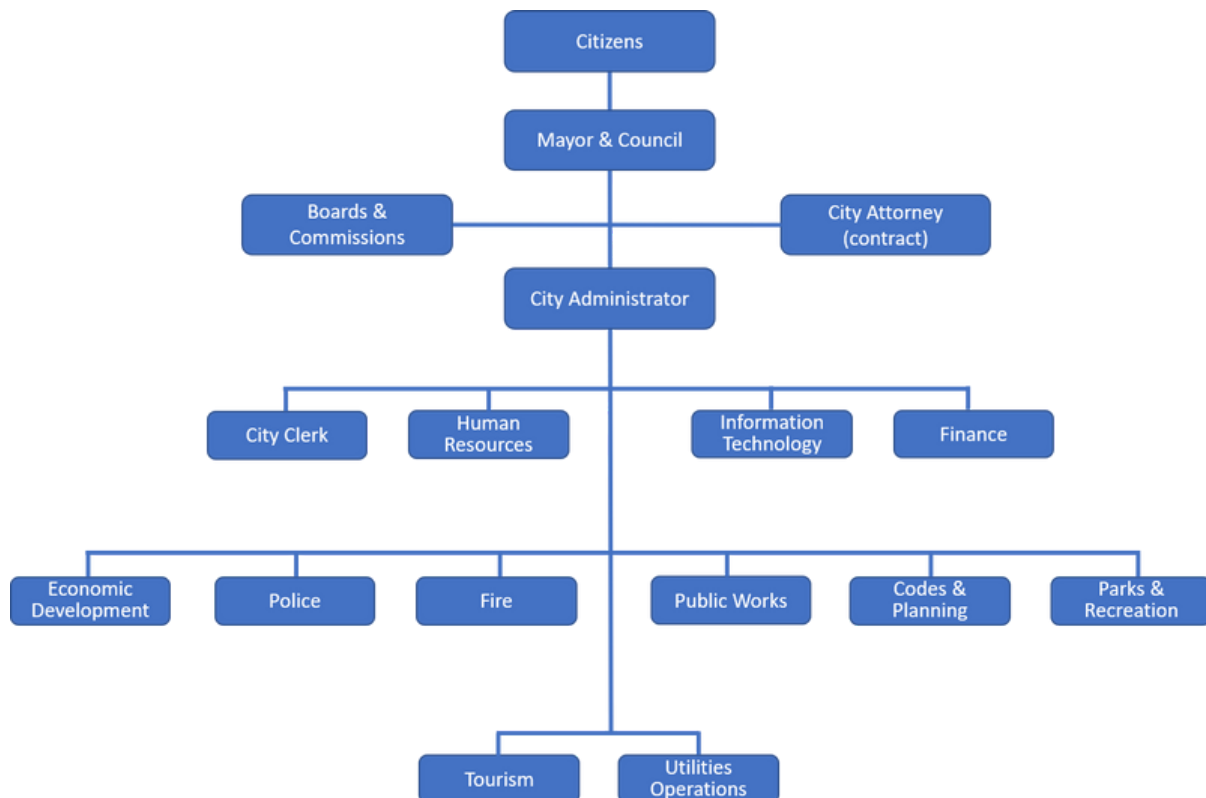 Citizens
Mayor & Council
Boards &
Commissions
City Attorney
(contract)
City Administrator
City Clerk
Human
Resources
Information
Technology
Finance
Economic
Development
Police
Fire
Public Works
Codes &
Planning
Parks &
Recreation
Tourism
Utilities
Operations